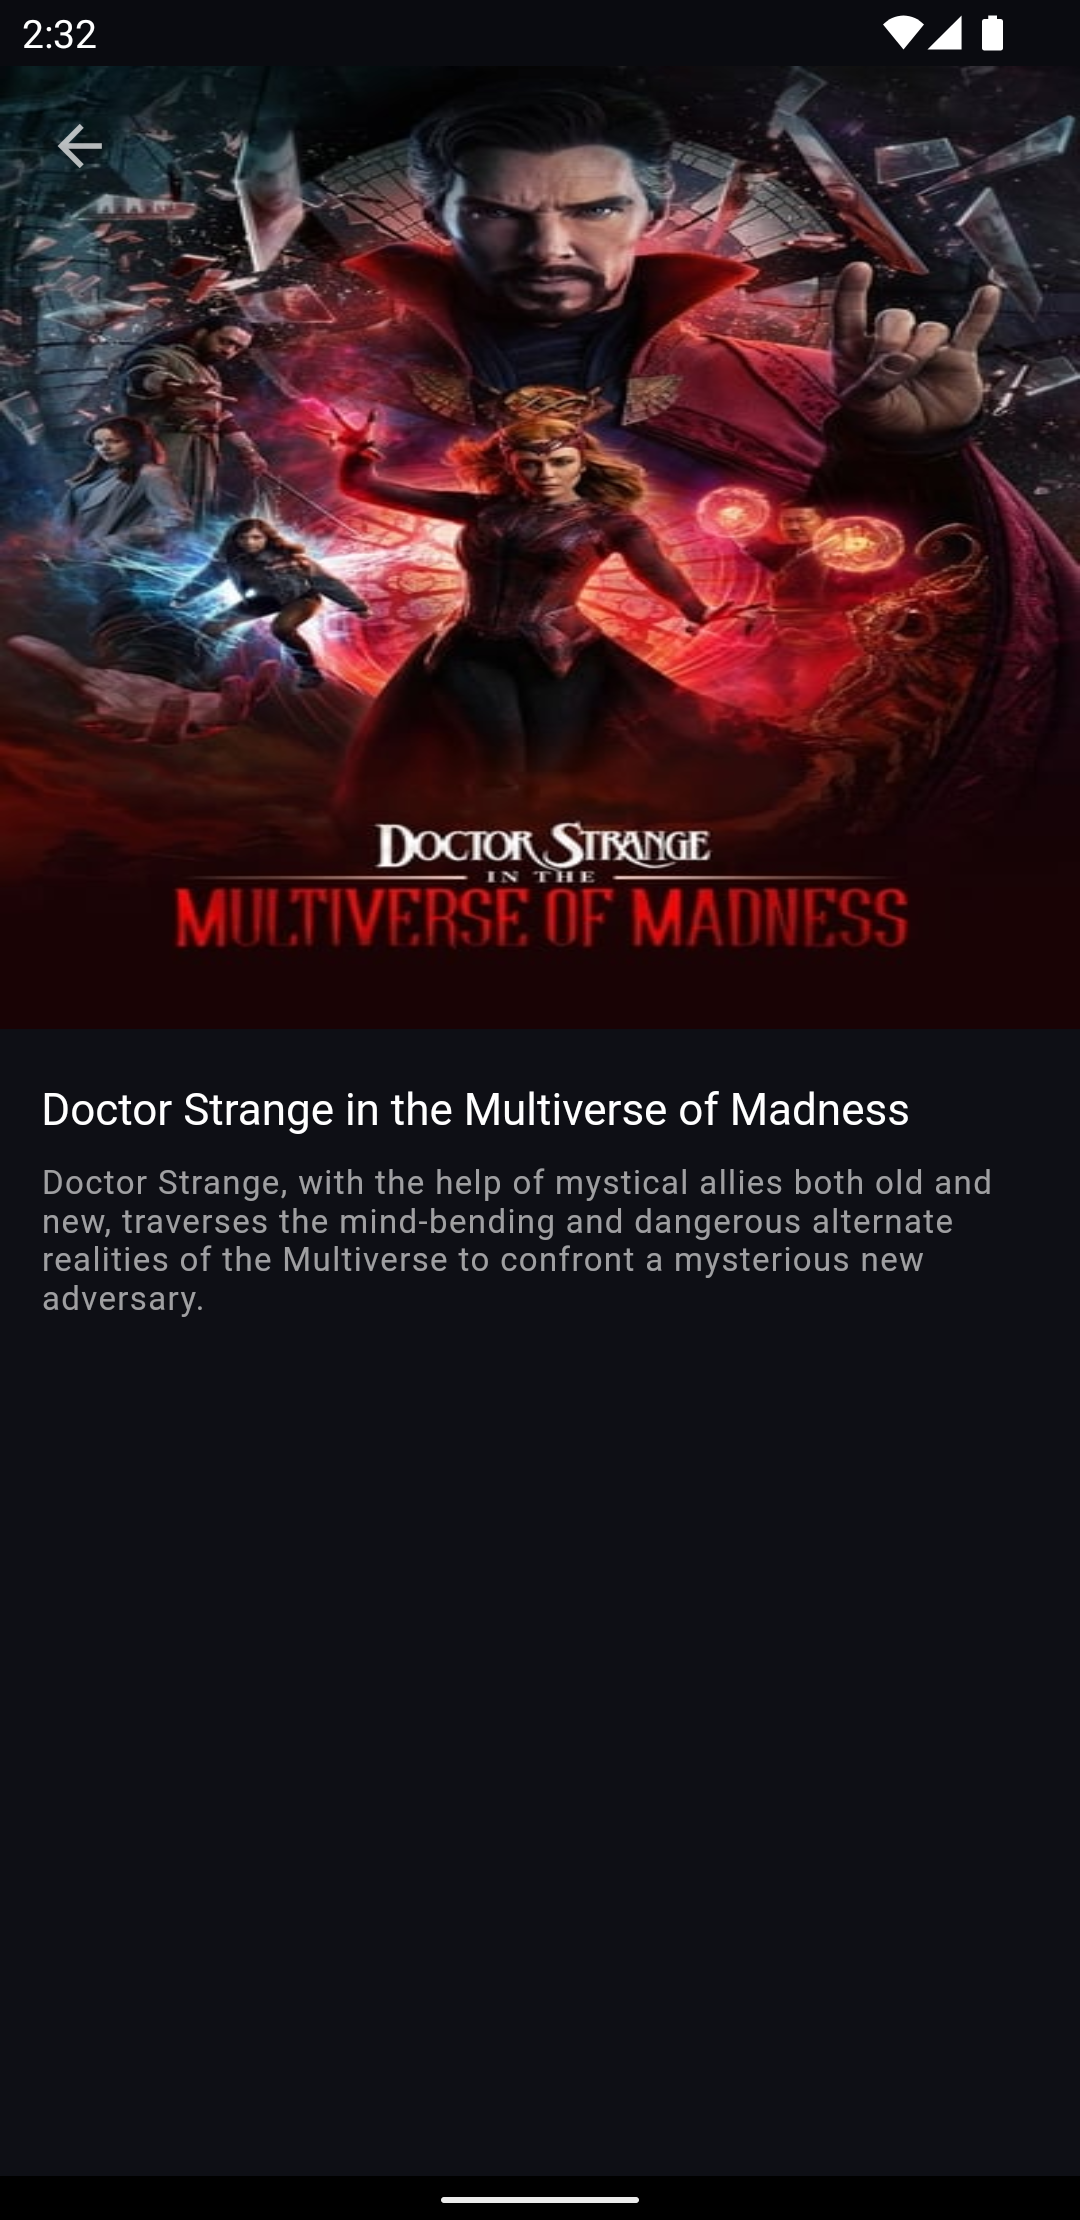 2:32
DOCTOR STRANGE
IN THE
MULTIVERSE OF MADNESS
Doctor Strange in the Multiverse of Madness
Doctor Strange, with the help of mystical allies both old and
new, traverses the mind-bending and dangerous alternate
realities of the Multiverse to confront a mysterious new
adversary.